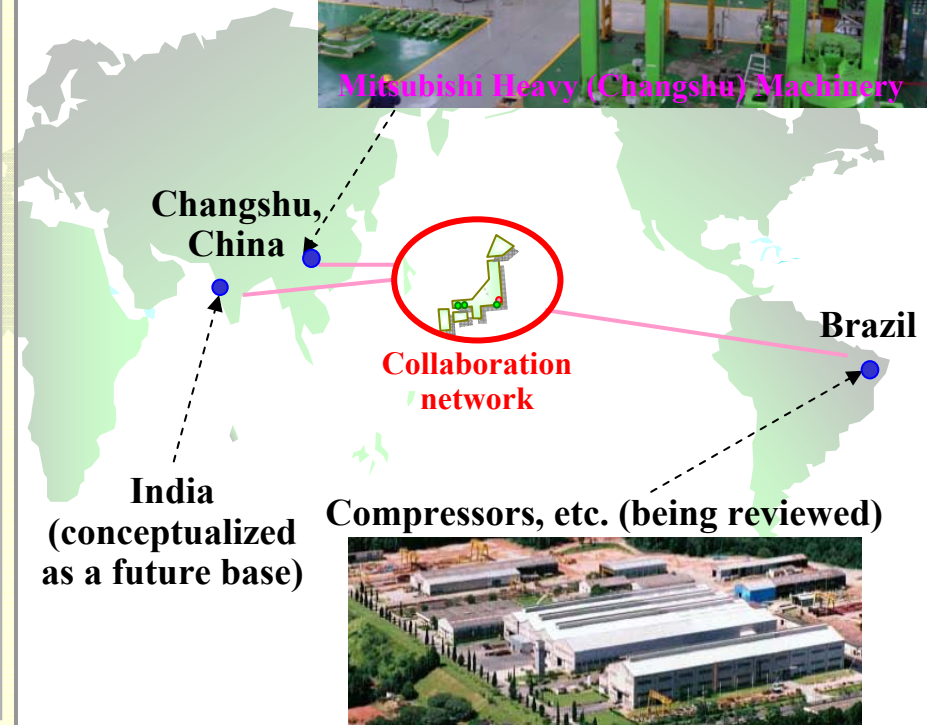 Mitsubishi Heavy (Changshu) Machinery
Changshu,
China
Brazil
Collaboration
network
India
(conceptualized
as a future base)
Compressors, etc. (being reviewed)